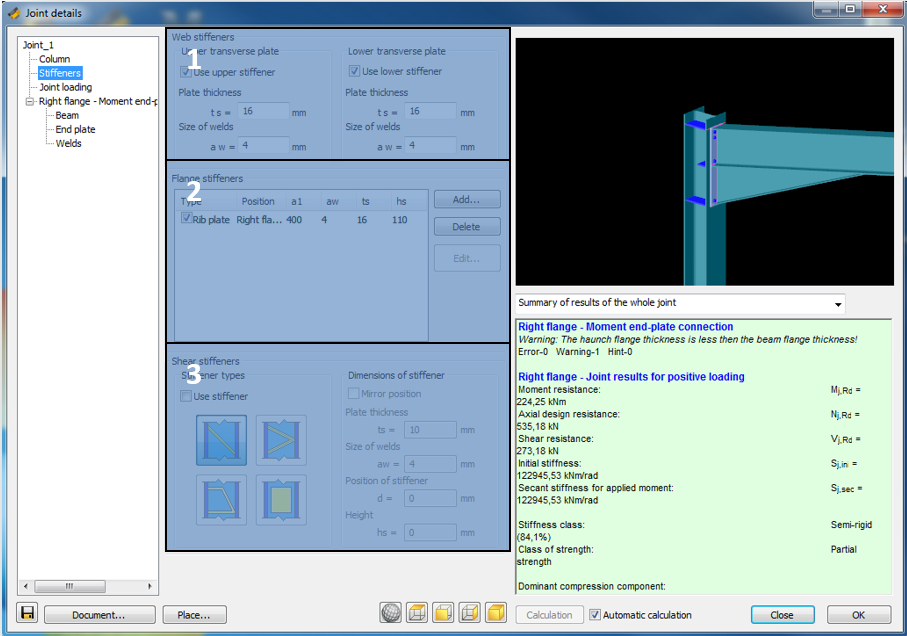 Joint details
Joint_1
Column
Stiffeners
Joint loading
Right flange - Moment end-p
Beam
End plate
Welds
Web stiffeners
1
Upper transverse plate
Lower transverse plate
Use upper stiffener
Use lower stiffener
Plate thickness
Plate thickness
t s = 16 mm
t s = 16 mm
Size of welds
Size of welds
a w = 4 mm
a w = 4 mm
Flange stiffeners
2
Type Position a1 aw ts hs
Rib plate Right fla... 400 4 16 110
Add...
Delete
Edit...
Shear stiffeners
3
Stiffener types
Use stiffener
Dimensions of stiffener
Mirror position
Plate thickness
ts = 10 mm
Size of welds
aw = 4 mm
Position of stiffener
d = 0 mm
Height
hs = 0 mm
Summary of results of the whole joint
Right flange - Moment end-plate connection
Warning: The haunch flange thickness is less then the beam flange thickness!
Error-0 Warning-1 Hint-0
Right flange - Joint results for positive loading
Moment resistance: Mj,Rd =
224,25 kNm
Axial design resistance: Nj,Rd =
535,18 kN
Shear resistance: Vj,Rd =
273,18 kN
Initial stiffness: Sj,ini =
122945,53 kNm/rad
Secant stiffness for applied moment: Sj,sec =
122945,53 kNm/rad
Stiffness class: Semi-rigid
(84,1%)
Class of strength: Partial
strength
Dominant compression component:
Document...
Place...
Calculation
Automatic calculation
Close
OK